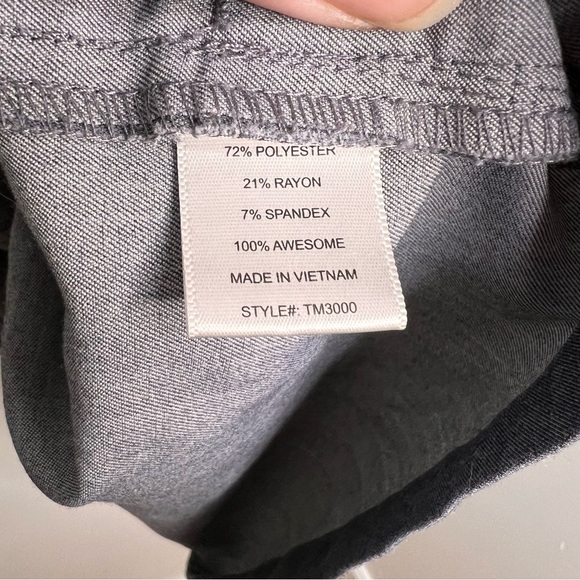 72% POLYESTER
21% RAYON
7% SPANDEX
100% AWESOME
MADE IN VIETNAM
STYLE#: TM3000